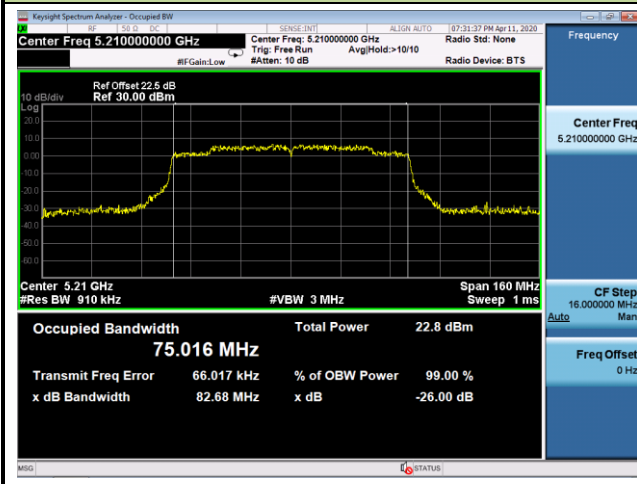 Keysight Spectrum Analyzer - Occupied BW
RF 50 Ω DC SENSE:INT ALIGN AUTO 07:31:37 PM Apr 11, 2020
Center Freq 5.210000000 GHz Center Freq: 5.210000000 GHz Radio Std: None Frequency
Trig: Free Run Avg|Hold:>10/10
#IFGain:Low #Atten: 10 dB Radio Device: BTS
Ref Offset 22.5 dB
10 dB/div Ref 30.00 dBm
Log
20.0
10.0
0.00
-10.0
-20.0
-30.0
-40.0
-50.0
-60.0
Center Freq
5.210000000 GHz
Center 5.21 GHz Span 160 MHz
#Res BW 910 kHz #VBW 3 MHz Sweep 1 ms
CF Step
16.000000 MHz
Auto Man
Occupied Bandwidth Total Power 22.8 dBm
75.016 MHz
Transmit Freq Error 66.017 kHz % of OBW Power 99.00 %
x dB Bandwidth 82.68 MHz x dB -26.00 dB
Freq Offset
0 Hz
MSG STATUS